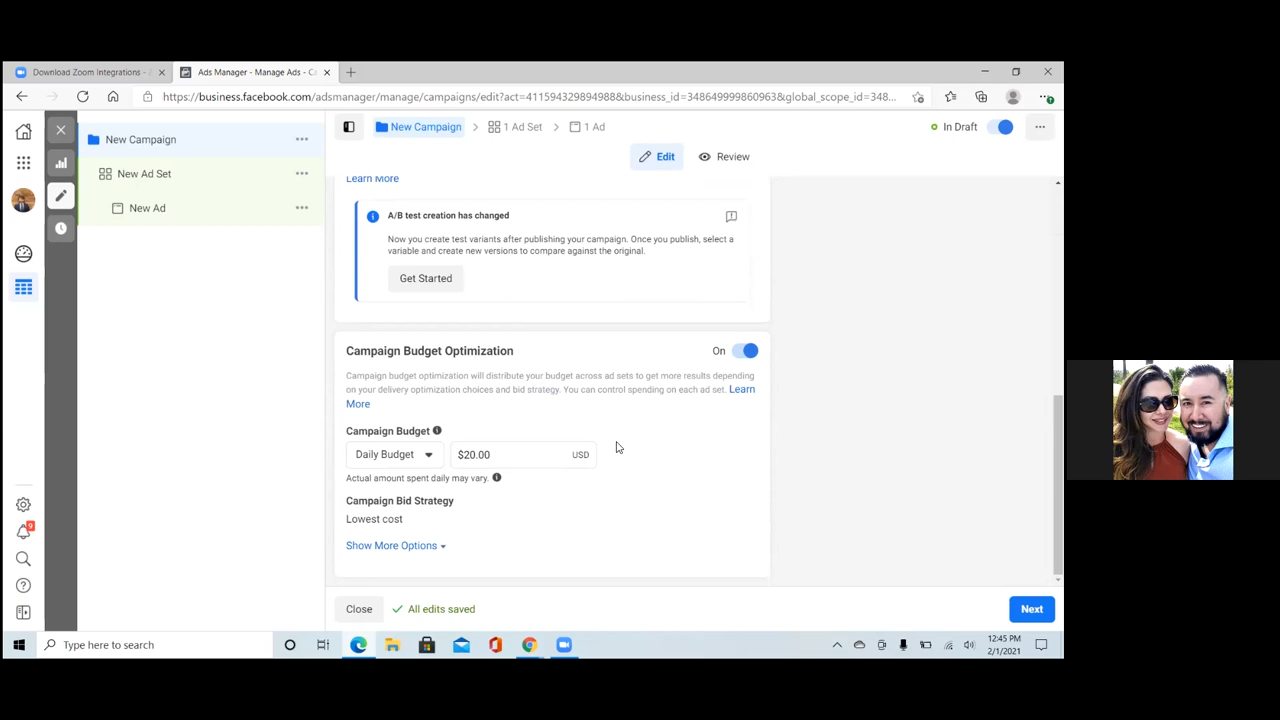 Download Zoom Integrations -
Ads Manager - Manage Ads - Ca
https://business.facebook.com/adsmanager/manage/campaigns/edit?act=411594329894988&business_id=348649999860963&global_scope_id=348...
New Campaign
New Ad Set
New Ad
New Campaign
1 Ad Set
1 Ad
In Draft
Edit
Review
Learn More
A/B test creation has changed
Now you create test variants after publishing your campaign. Once you publish, select a
variable and create new versions to compare against the original.
Get Started
Campaign Budget Optimization
On
Campaign budget optimization will distribute your budget across ad sets to get more results depending
on your delivery optimization choices and bid strategy. You can control spending on each ad set. Learn
More
Campaign Budget
Daily Budget
$20.00
USD
Actual amount spent daily may vary.
Campaign Bid Strategy
Lowest cost
Show More Options
9
Close
All edits saved
Next
Type here to search
12:45 PM
2/1/2021